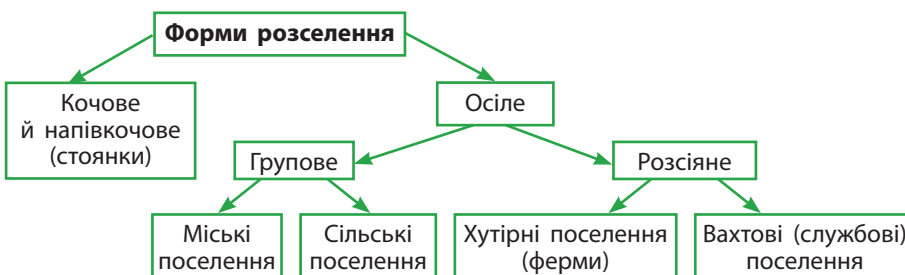 Форми розселення
Кочове
й напівкочове
(стоянки)
Осіле
Групове
Розсіяне
Міські
поселення
Сільські
поселення
Хутірні поселення
(ферми)
Вахтові (службові)
поселення